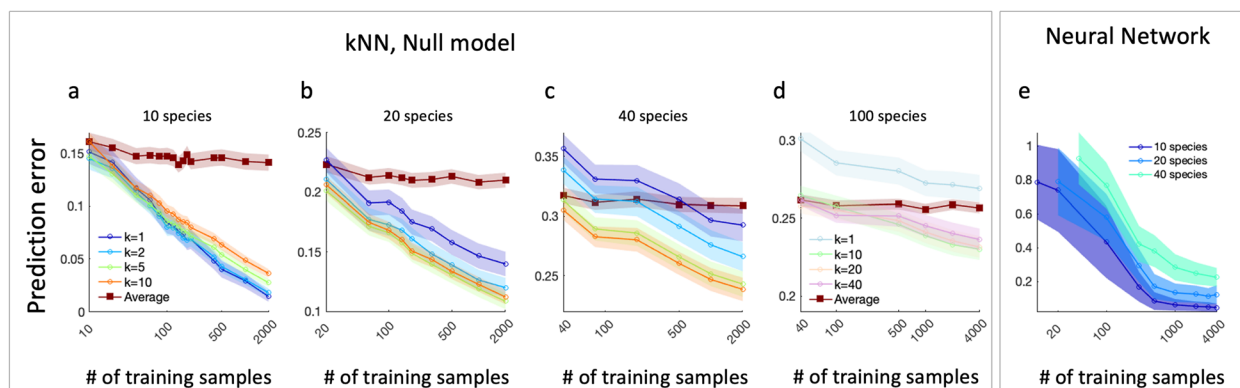 kNN, Null model
Neural Network
a
b
c
d
e
10 species
20 species
40 species
100 species
Prediction error
0.15
0.1
0.05
0
k=1
k=2
k=5
k=10
Average
10
100
500
2000
0.25
0.2
0.15
0.1
20
100
500
2000
0.35
0.3
0.25
40
100
500
2000
0.3
0.25
0.2
k=1
k=10
k=20
k=40
Average
40
100
500
1000
4000
1
0.8
0.6
0.4
0.2
10 species
20 species
40 species
20
100
1000
4000
# of training samples
# of training samples
# of training samples
# of training samples
# of training samples